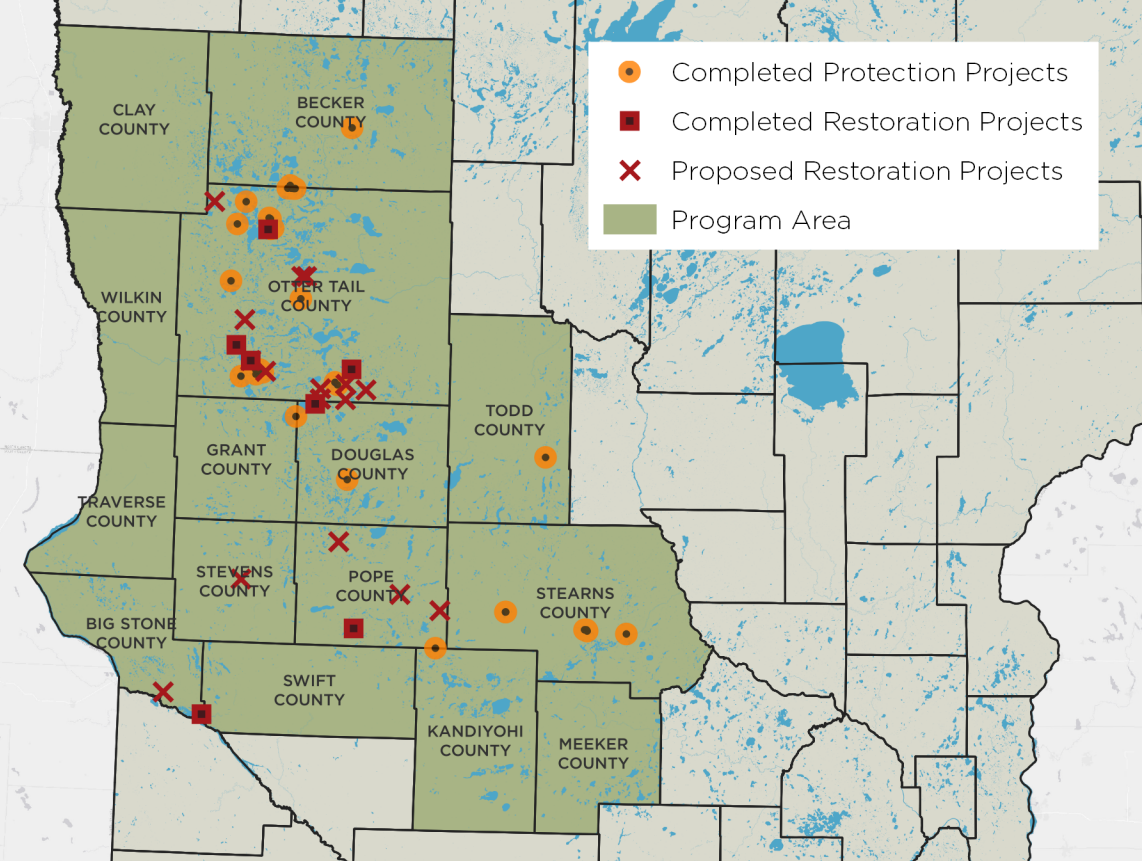 Completed Protection Projects
Completed Restoration Projects
Proposed Restoration Projects
Program Area
CLAY
COUNTY
BECKER
COUNTY
WILKIN
COUNTY
OTTER TAIL
COUNTY
GRANT
COUNTY
DOUGLAS
COUNTY
TODD
COUNTY
TRAVERSE
COUNTY
STEVENS
COUNTY
POPE
COUNTY
STEARNS
COUNTY
BIG STONE
COUNTY
SWIFT
COUNTY
KANDIYOHI
COUNTY
MEEKER
COUNTY